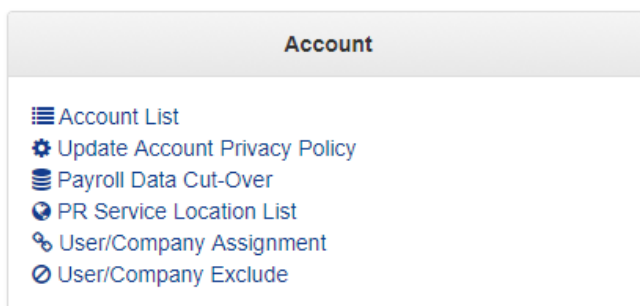 Account
Account List
Update Account Privacy Policy
Payroll Data Cut-Over
PR Service Location List
User/Company Assignment
User/Company Exclude